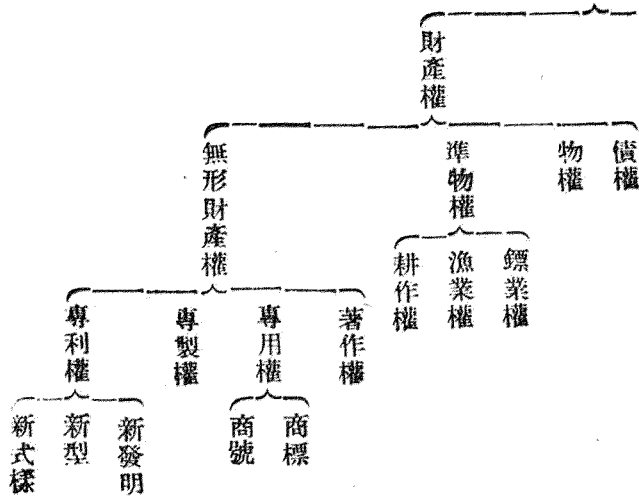 財產權
債權
物權
準物權
無形財產權
鏢業權
漁業權
耕作權
著作權
專用權
專製權
專利權
商標
商號
新發明
新型
新式樣